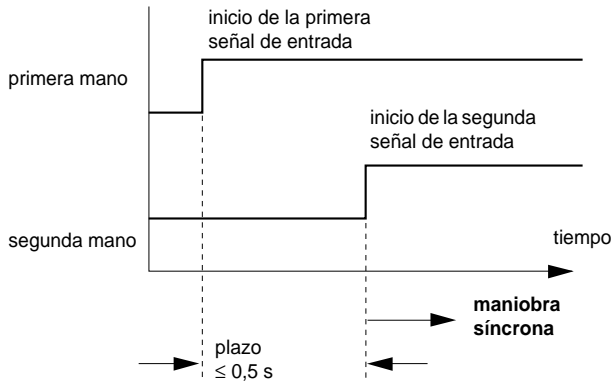 inicio de la primera
señal de entrada
primera mano
inicio de la segunda
señal de entrada
segunda mano
tiempo
maniobra
síncrona
plazo
≤ 0,5 s